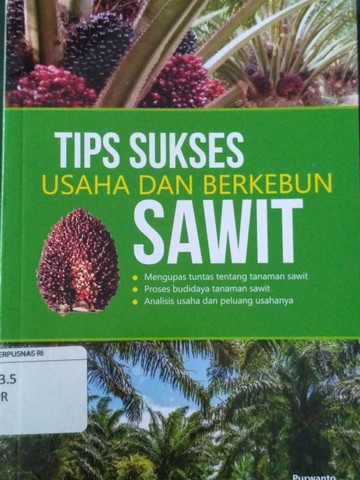 TIPS SUKSES
USAHA DAN BERKEBUN
SAWIT
Mengupas tuntas tentang tanaman sawit
Proses budidaya tanaman sawit
Analisis usaha dan peluang usahanya
ERPUSNAS RI
3.5
R
Purwanto